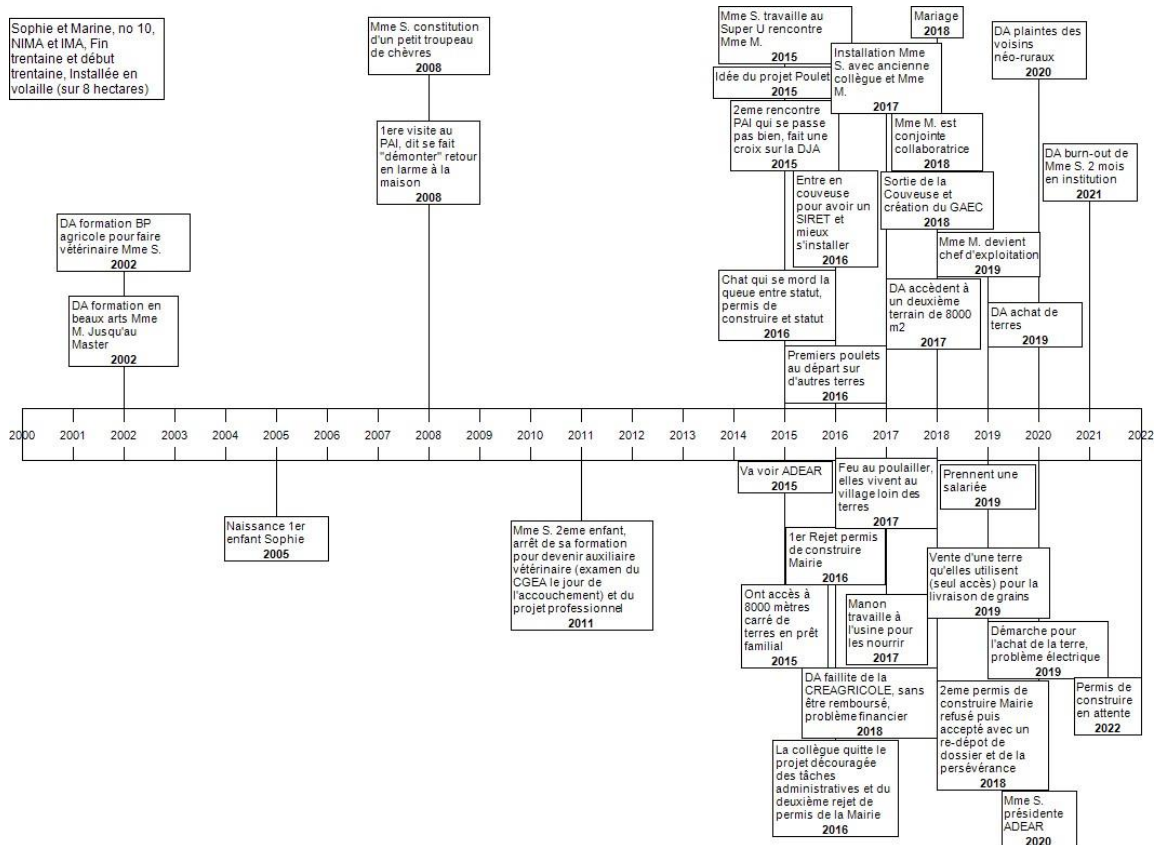 Sophie et Marine, no 10,
NIMA et IMA, Fin
trentaine et début
trentaine, Installée en
volaille (sur 8 hectares)
Mme S. constitution
d'un petit troupeau
de chèvres
2008
1ere visite au
PAI, dit se fait
"démonter" retour
en larme à la
maison
2008
DA formation BP
agricole pour faire
vétérinaire Mme S.
2002
DA formation en
beaux arts Mme
M. Jusqu'au
Master
2002
Mme S. travaille au
Super U rencontre
Mme M.
2015
Idée du projet Poulet
2015
2eme rencontre
PAI qui se passe
pas bien, fait une
croix sur la DJA
2015
Entre en
couveuse
pour avoir un
SIRET et
mieux
s'installer
2016
Chat qui se mord la
queue entre statut,
permis de
construire et statut
2016
Premiers poulets
au départ sur
d'autres terres
2016
Installation Mme
S. avec ancienne
collègue et Mme
M.
2017
Mariage
2018
Mme M. est
conjointe
collaboratrice
2018
Sortie de la
Couveuse et
création du GAEC
2018
Mme M. devient
chef d'exploitation
2019
DA accèdent à
un deuxième
terrain de 8000
m2
2017
DA achat de
terres
2019
DA plaintes des
voisins
néo-ruraux
2020
DA burn-out de
Mme S. 2 mois
en institution
2021
2000 2001 2002 2003 2004 2005 2006 2007 2008 2009 2010 2011 2012 2013 2014 2015 2016 2017 2018 2019 2020 2021 2022
Naissance 1er
enfant Sophie
2005
Mme S. 2eme enfant,
arrêt de sa formation
pour devenir auxiliaire
vétérinaire (examen du
CGEA le jour de
l'accouchement) et du
projet professionnel
2011
Va voir ADEAR
2015
Feu au poulailler,
elles vivent au
village loin des
terres
2017
Prennent une
salariée
2019
1er Rejet permis
de construire
Mairie
2016
Ont accès à
8000 mètres
carré de
terres en prêt
familial
2015
Manon
travaille à
l'usine pour
les nourrir
2017
Vente d'une terre
qu'elles utilisent
(seul accès) pour la
livraison de grains
2019
Démarche pour
l'achat de la terre,
problème électrique
2019
DA faillite de la
CREAGRICOLE, sans
être remboursé,
problème financier
2018
2eme permis de
construire Mairie
refusé puis
accepté avec un
re-dépot de
dossier et de la
persévérance
2018
Permis de
construire
en attente
2022
La collègue quitte le
projet découragée
des tâches
administratives et du
deuxième rejet de
permis de la Mairie
2016
Mme S.
présidente
ADEAR
2020